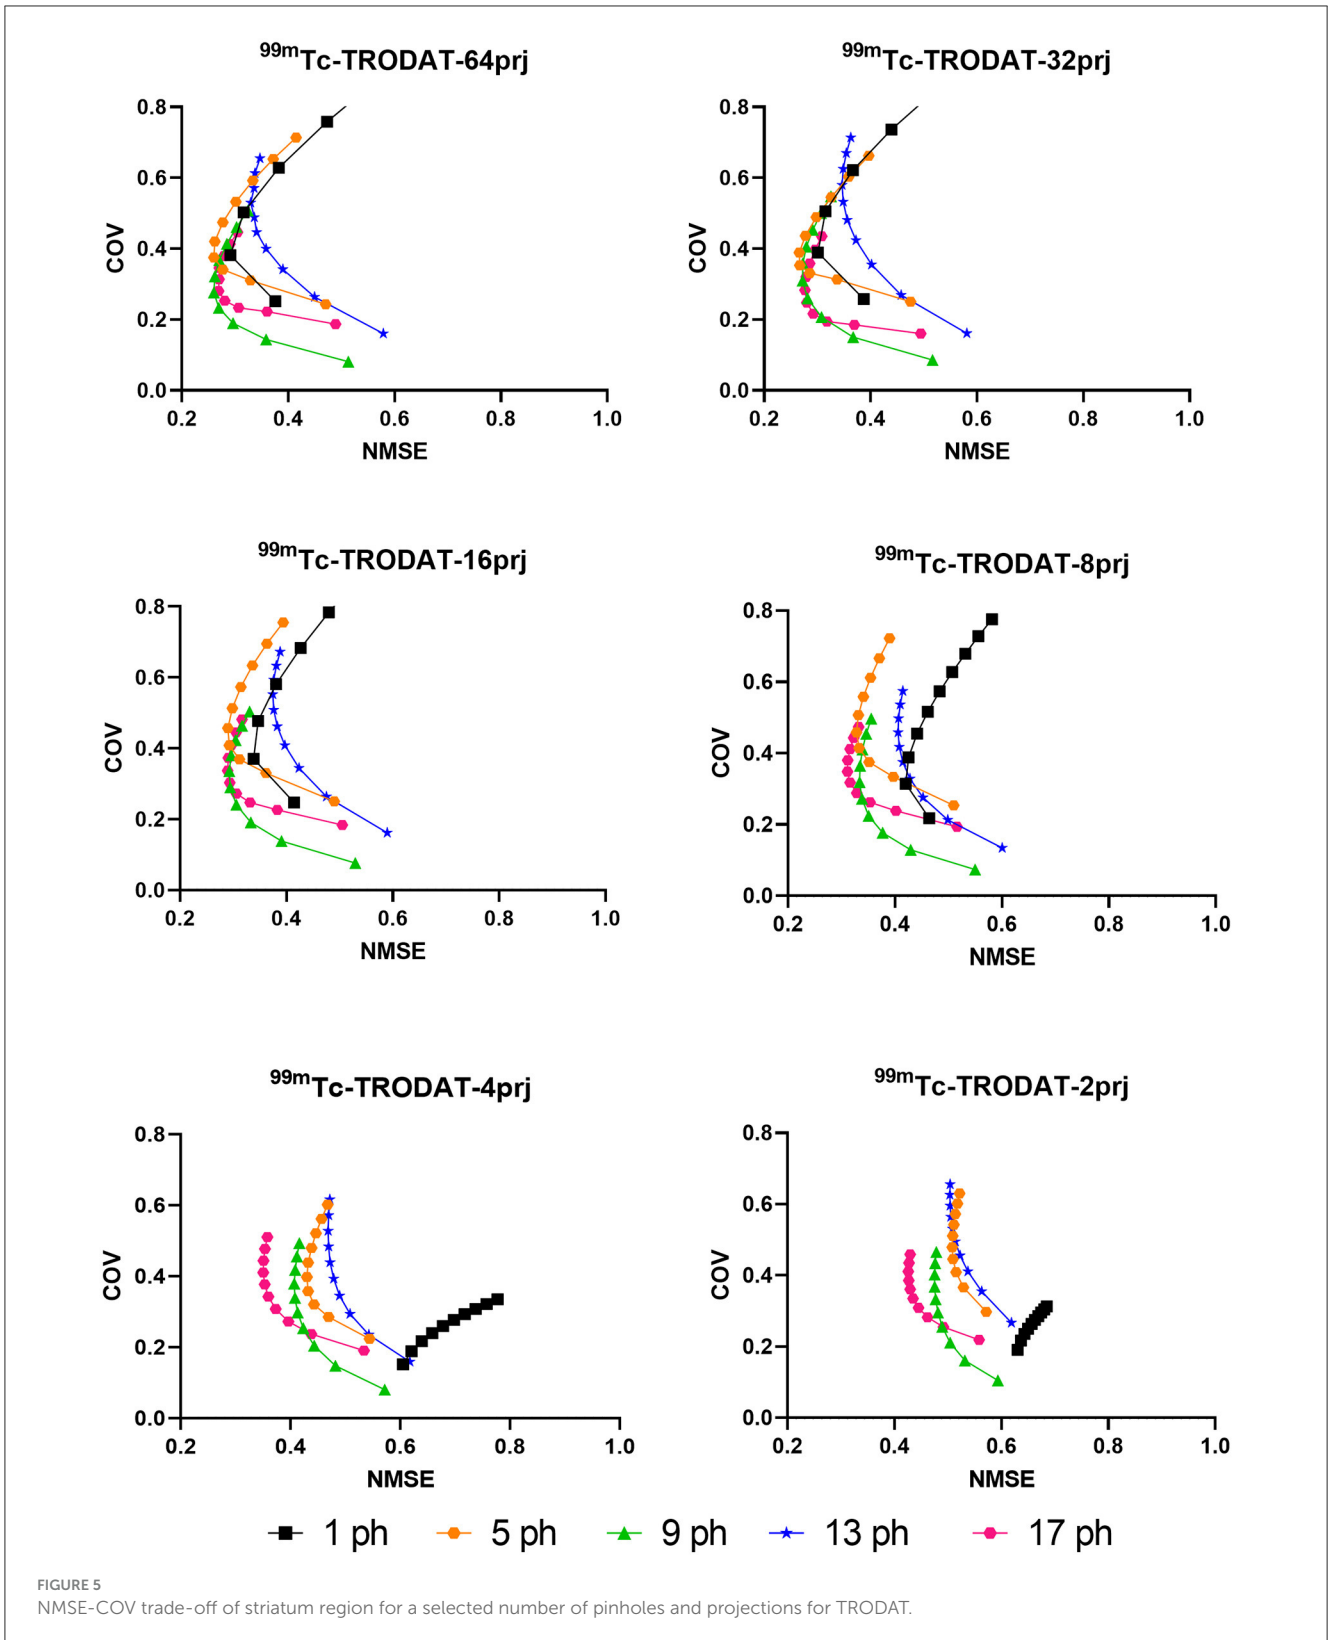 99mTc-TRODAT-64prj
0.8
0.6
0.4
0.2
0.0
COV
0.2 0.4 0.6 0.8 1.0
NMSE
99mTc-TRODAT-32prj
0.8
0.6
0.4
0.2
0.0
COV
0.2 0.4 0.6 0.8 1.0
NMSE
99mTc-TRODAT-16prj
0.8
0.6
0.4
0.2
0.0
COV
0.2 0.4 0.6 0.8 1.0
NMSE
99mTc-TRODAT-8prj
0.8
0.6
0.4
0.2
0.0
COV
0.2 0.4 0.6 0.8 1.0
NMSE
99mTc-TRODAT-4prj
0.8
0.6
0.4
0.2
0.0
COV
0.2 0.4 0.6 0.8 1.0
NMSE
99mTc-TRODAT-2prj
0.8
0.6
0.4
0.2
0.0
COV
0.2 0.4 0.6 0.8 1.0
NMSE
1 ph 5 ph 9 ph 13 ph 17 ph
FIGURE 5
NMSE-COV trade-off of striatum region for a selected number of pinholes and projections for TRODAT.